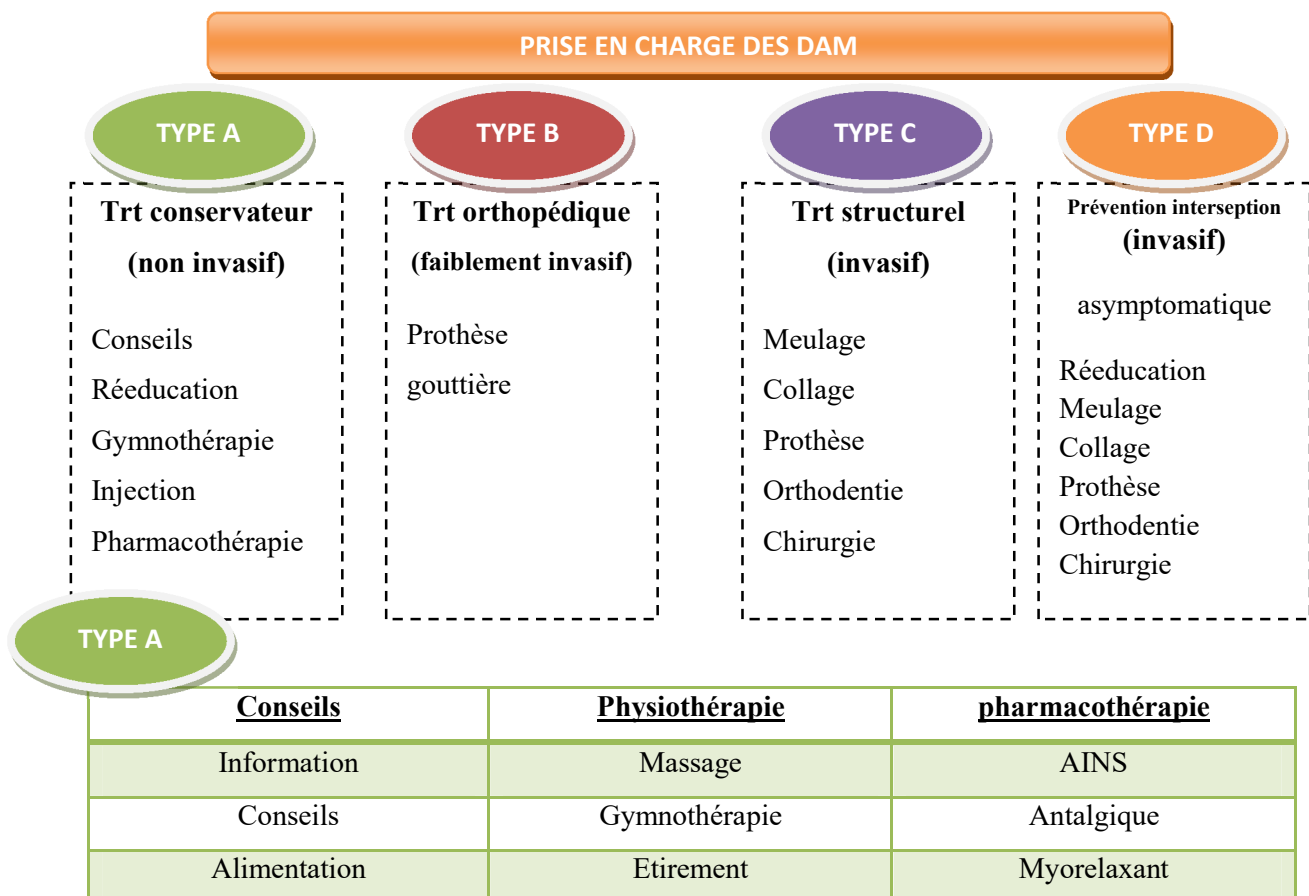 PRISE EN CHARGE DES DAM
TYPE A
Trt conservateur
(non invasif)
Conseils
Réeducation
Gymnothérapie
Injection
Pharmacothérapie
TYPE B
Trt orthopédique
(faiblement invasif)
Prothèse
gouttière
TYPE C
Trt structurel
(invasif)
Meulage
Collage
Prothèse
Orthodentie
Chirurgie
TYPE D
Prévention interseption
(invasif)
asymptomatique
Réeducation
Meulage
Collage
Prothèse
Orthodentie
Chirurgie
TYPE A
Conseils Physiothérapie pharmacothérapie
Information Massage AINS
Conseils Gymnothérapie Antalgique
Alimentation Etirement Myorelaxant